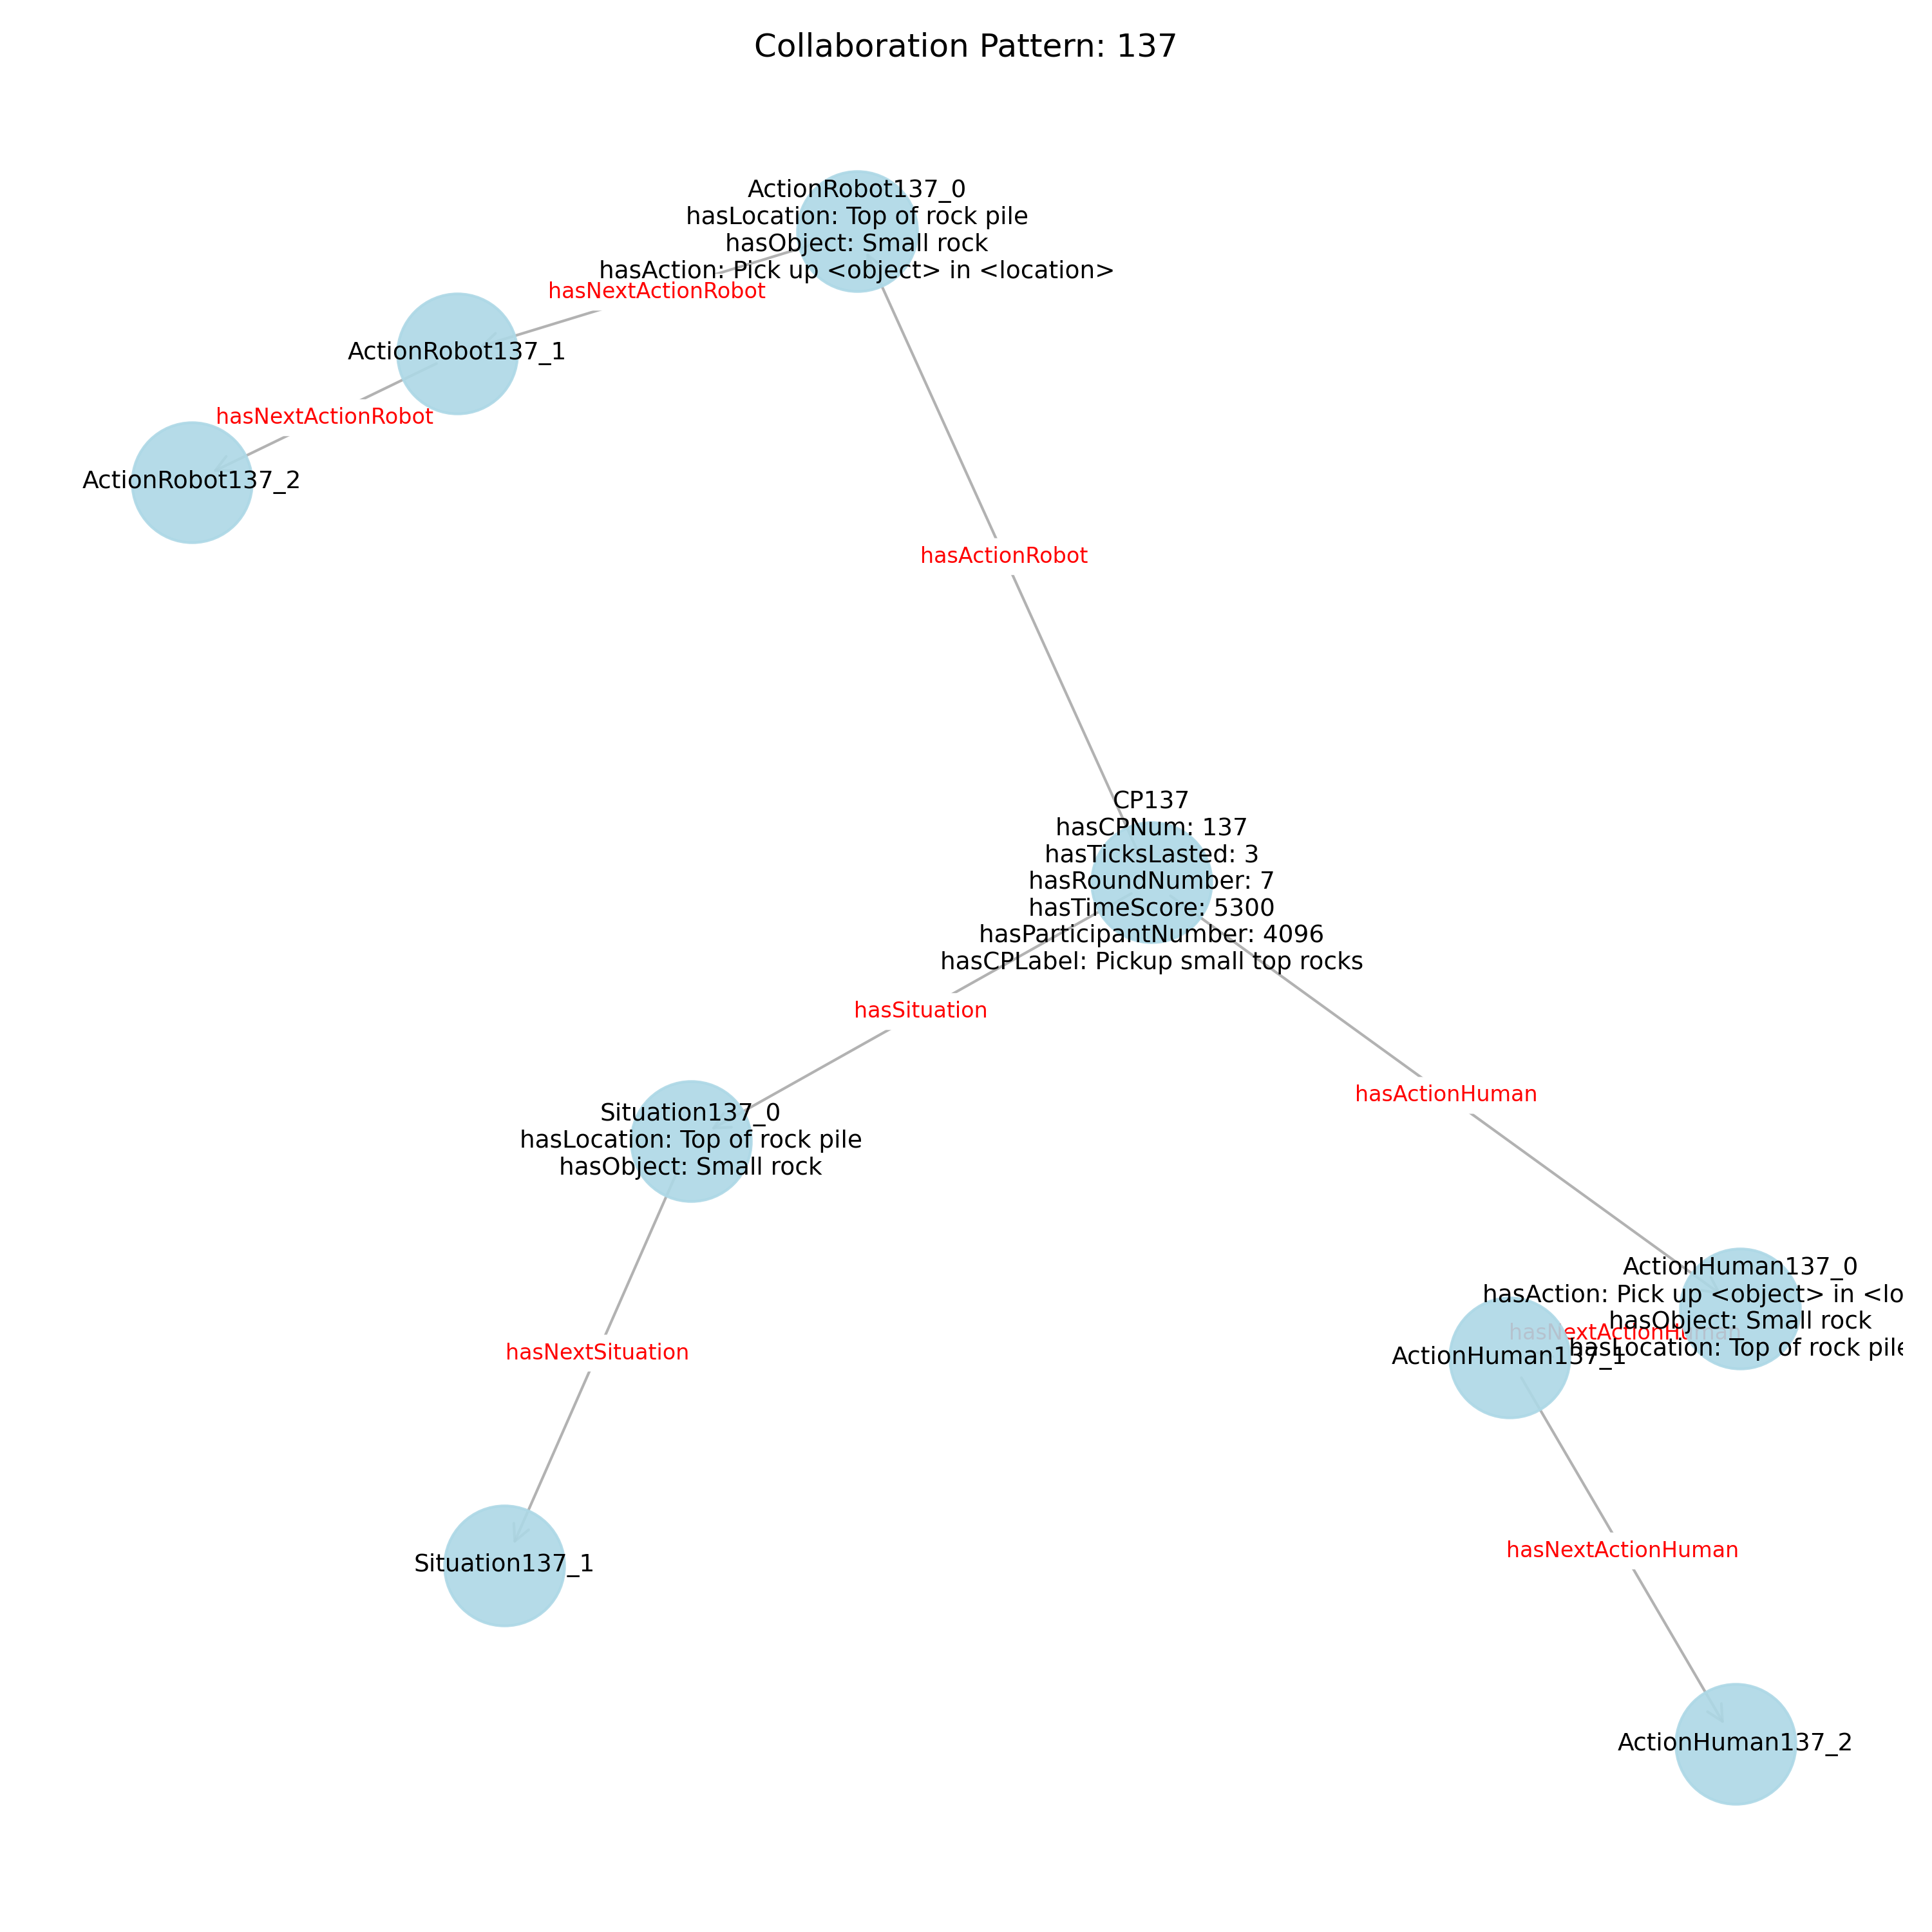 Collaboration Pattern: 137
ActionRobot137_0
hasLocation: Top of rock pile
hasObject: Small rock
hasAction: Pick up <object> in <location>
hasNextActionRobot
ActionRobot137_1
hasNextActionRobot
ActionRobot137_2
hasActionRobot
CP137
hasCPNum: 137
hasTicksLasted: 3
hasRoundNumber: 7
hasTimeScore: 5300
hasParticipantNumber: 4096
hasCPLabel: Pickup small top rocks
hasSituation
hasActionHuman
Situation137_0
hasLocation: Top of rock pile
hasObject: Small rock
ActionHuman137_0
hasAction: Pick up <object> in <lo
hasObject: Small rock
hasLocation: Top of rock pile
hasNextActionHuman
ActionHuman137_1
hasNextSituation
hasNextActionHuman
Situation137_1
ActionHuman137_2